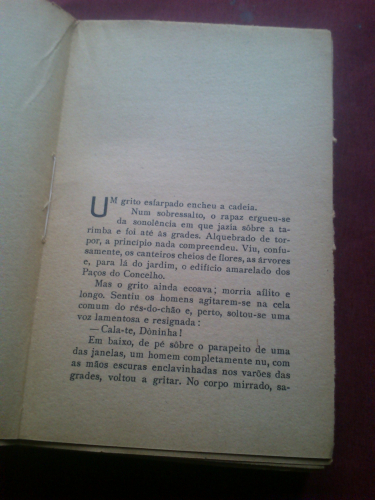 UM grito esfarpado encheu a cadeia.
Num sobressalto, o rapaz ergueu-se
da sonolência em que jazia sôbre a ta-
rimba e foi até às grades. Alquebrado de tor-
por, a princípio nada compreendeu. Viu, confu-
samente, os canteiros cheios de flores, as árvores
e, para lá do jardim, o edifício amarelado dos
Paços do Concelho.
Mas o grito ainda ecoava; morria aflito e
longo. Sentiu os homens agitarem-se na cela
comum do rés-do-chão e, perto, soltou-se uma
voz lamentosa e resignada:
— Cala-te, Dòninha!
Em baixo, de pé sôbre o parapeito de uma
das janelas, um homem completamente nu, com
as mãos escuras enclavinhadas nos varões das
grades, voltou a gritar. No corpo mirrado, sa-